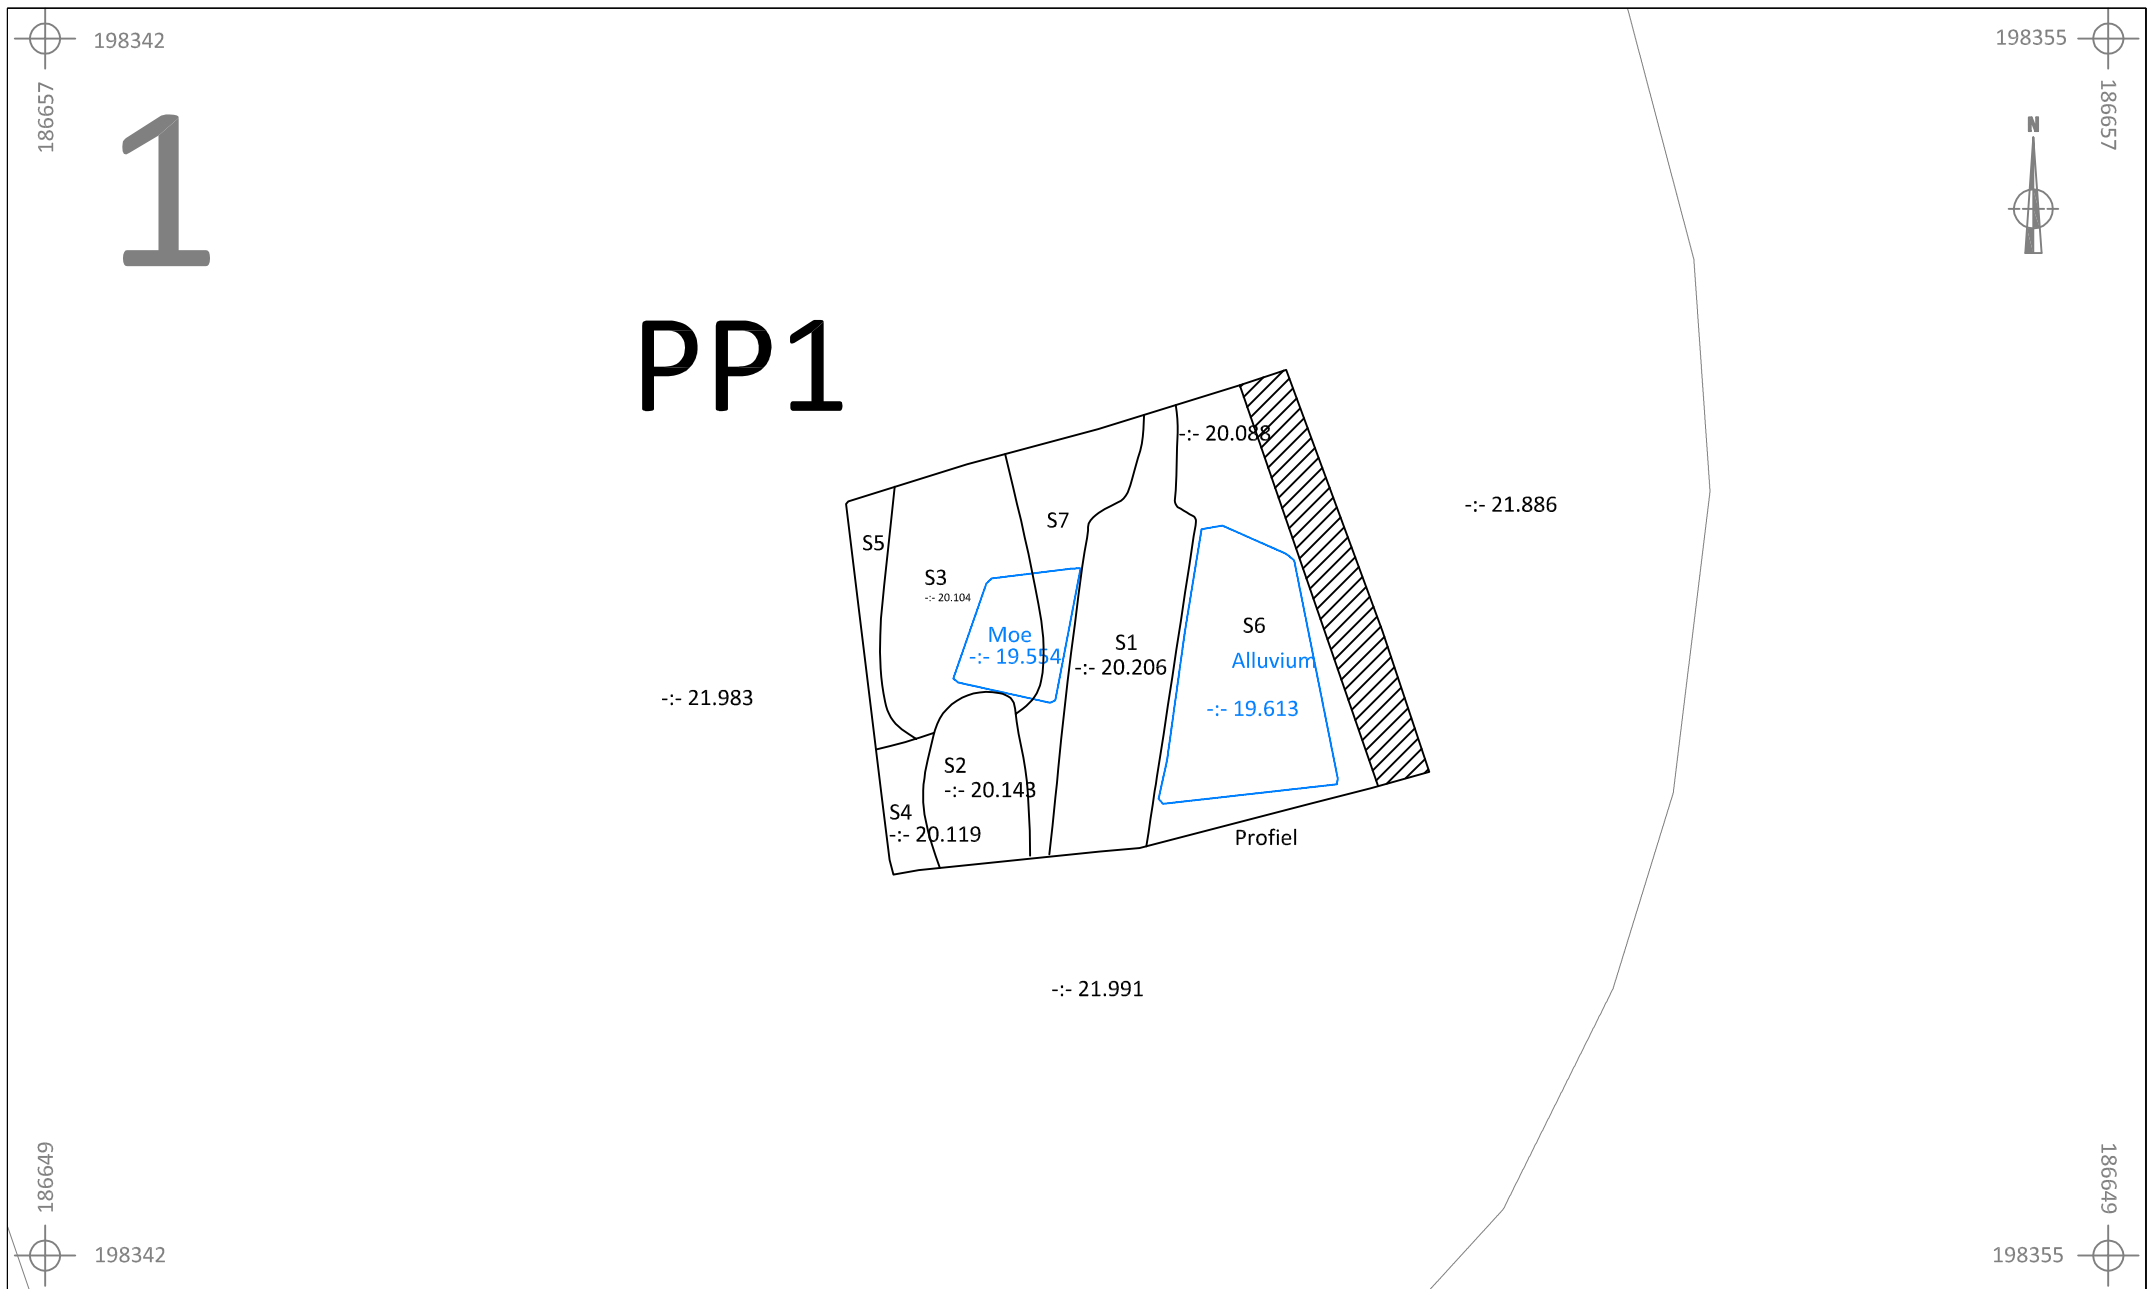 198342
198355
186657
186657
N
1
PP1
-:- 20.088
-:- 21.886
S7
S5
S3
-:- 20.104
S6
Moe
-:- 19.554
S1
-:- 20.206
Alluvium
-:- 21.983
-:- 19.613
S2
-:- 20.143
S4
-:- 20.119
Profiel
-:- 21.991
186649
186649
198342
198355